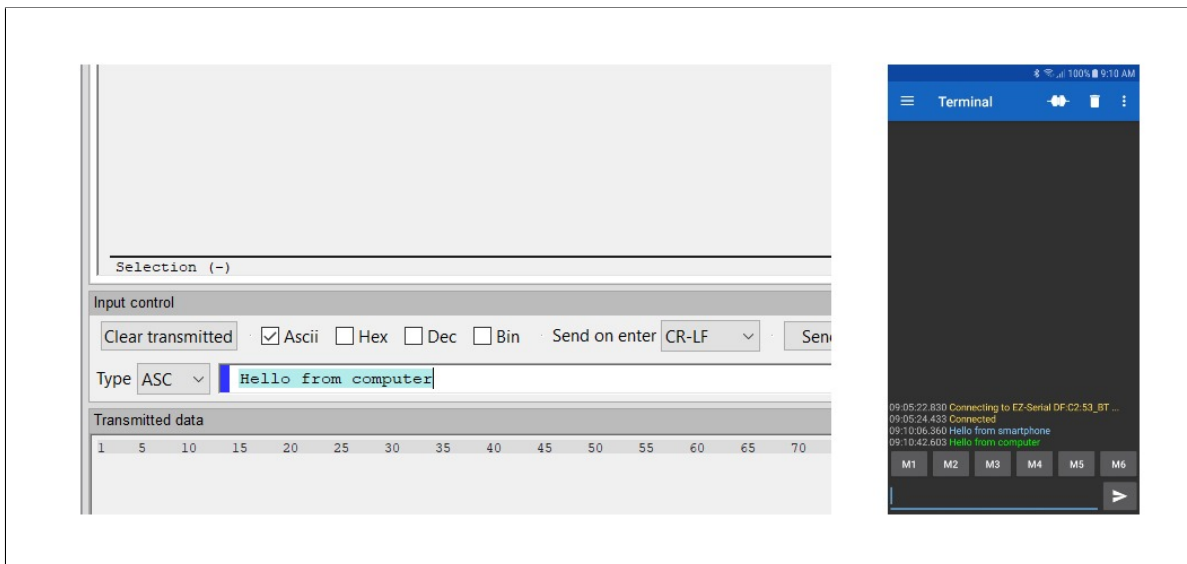 Selection (-)
Input control
Clear transmitted Ascii Hex Dec Bin Send on enter CR-LF
Type ASC Hello from computer
Transmitted data
1 5 10 15 20 25 30 35 40 45 50 55 60 65 70
100% 9:10 AM
Terminal
09:05:22.830 Connecting to EZ-Serial DF:C2:53_BT ...
09:05:24.433 Connected
09:10:06.360 Hello from smartphone
09:10:42.603 Hello from computer
M1 M2 M3 M4 M5 M6